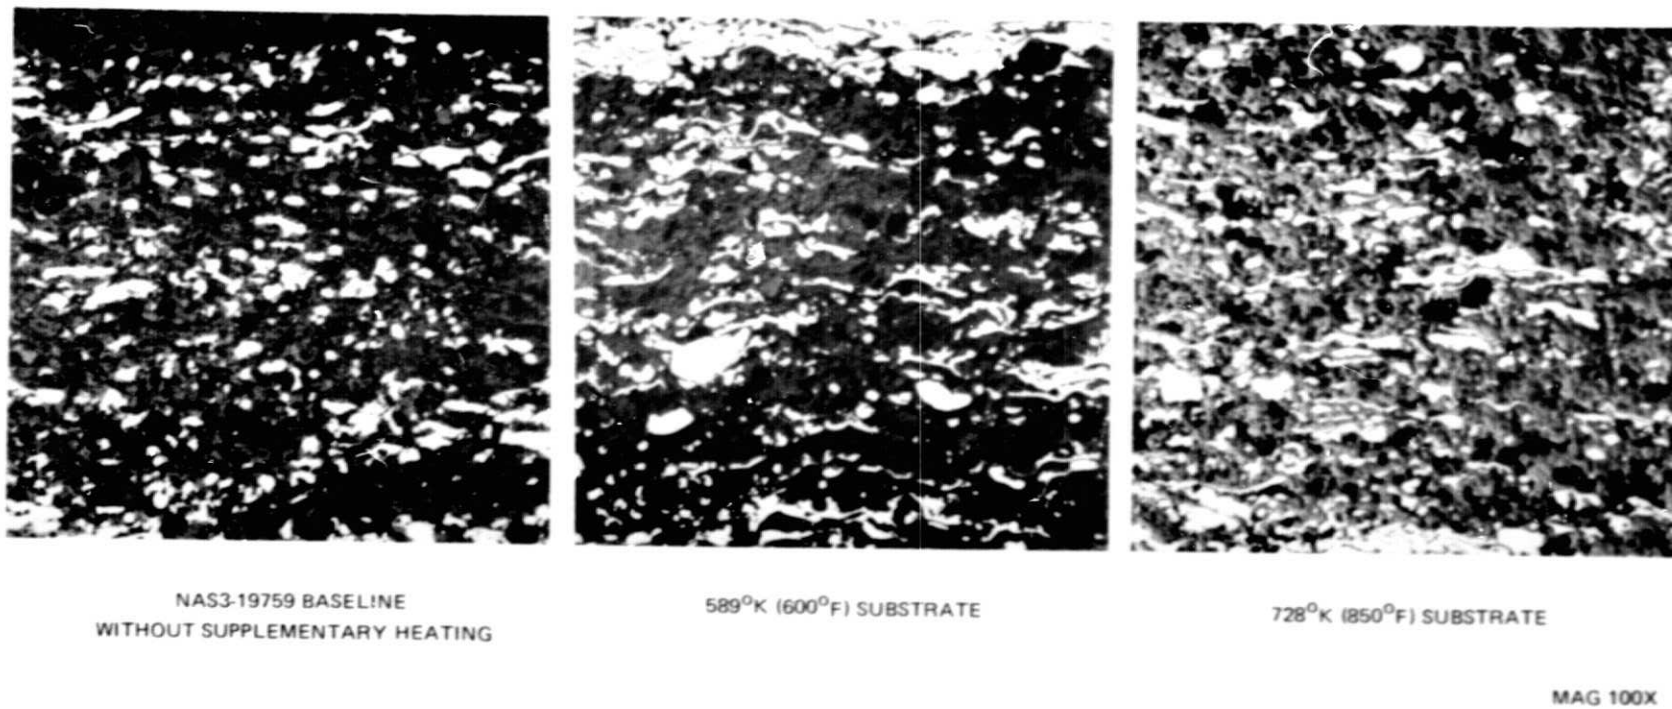 NAS3-19759 BASELINE
WITHOUT SUPPLEMENTARY HEATING
589°K (600°F) SUBSTRATE
728°K (850°F) SUBSTRATE
MAG 100X